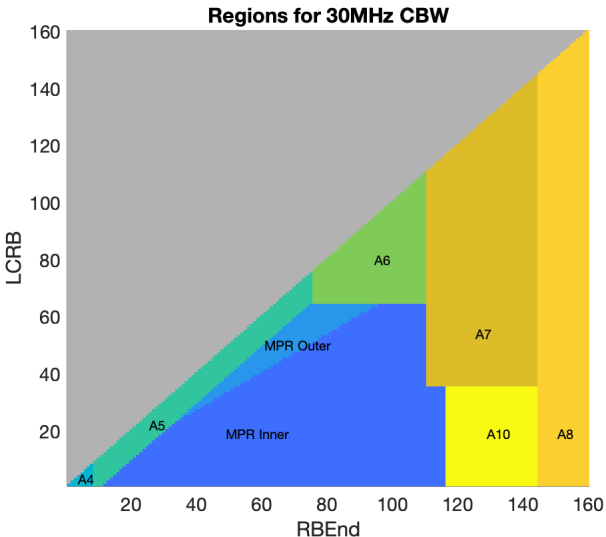 Regions for 30MHz CBW
160
140
120
100
80
60
40
20
LCRB
A6
A7
MPR Outer
A5
MPR Inner
A10
A8
A4
20 40 60 80 100 120 140 160
RBEnd